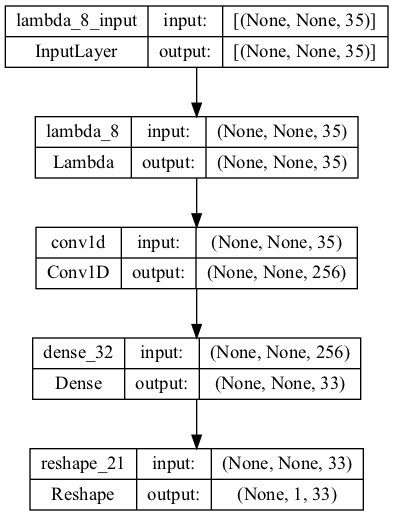 lambda_8_input input: [(None, None, 35)]
InputLayer output: [(None, None, 35)]
lambda_8 input: (None, None, 35)
Lambda output: (None, None, 35)
conv1d input: (None, None, 35)
Conv1D output: (None, None, 256)
dense_32 input: (None, None, 256)
Dense output: (None, None, 33)
reshape_21 input: (None, None, 33)
Reshape output: (None, 1, 33)